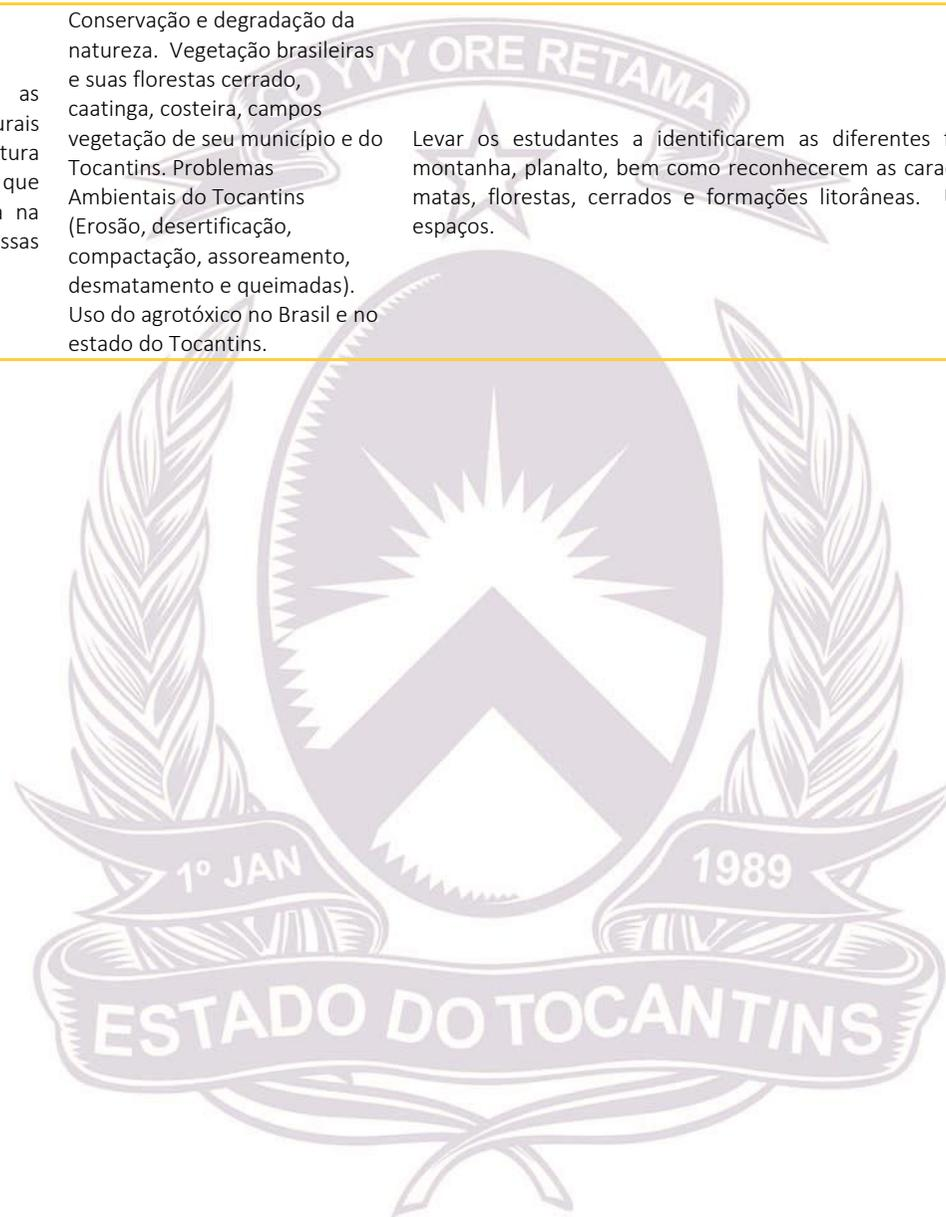 as
urais
tura
que
na
ssas
Conservação e degradação da
natureza. Vegetação brasileiras
e suas florestas cerrado,
caatinga, costeira, campos
vegetação de seu município e do
Tocantins. Problemas
Ambientais do Tocantins
(Erosão, desertificação,
compactação, assoreamento,
desmatamento e queimadas).
Uso do agrotóxico no Brasil e no
estado do Tocantins.
Levar os estudantes a identificarem as diferentes
montanha, planalto, bem como reconhecerem as cara
matas, florestas, cerrados e formações litorâneas.
espaços.
YVY ORE RETAMA
1º JAN
1989
ESTADO DO TOCANTINS